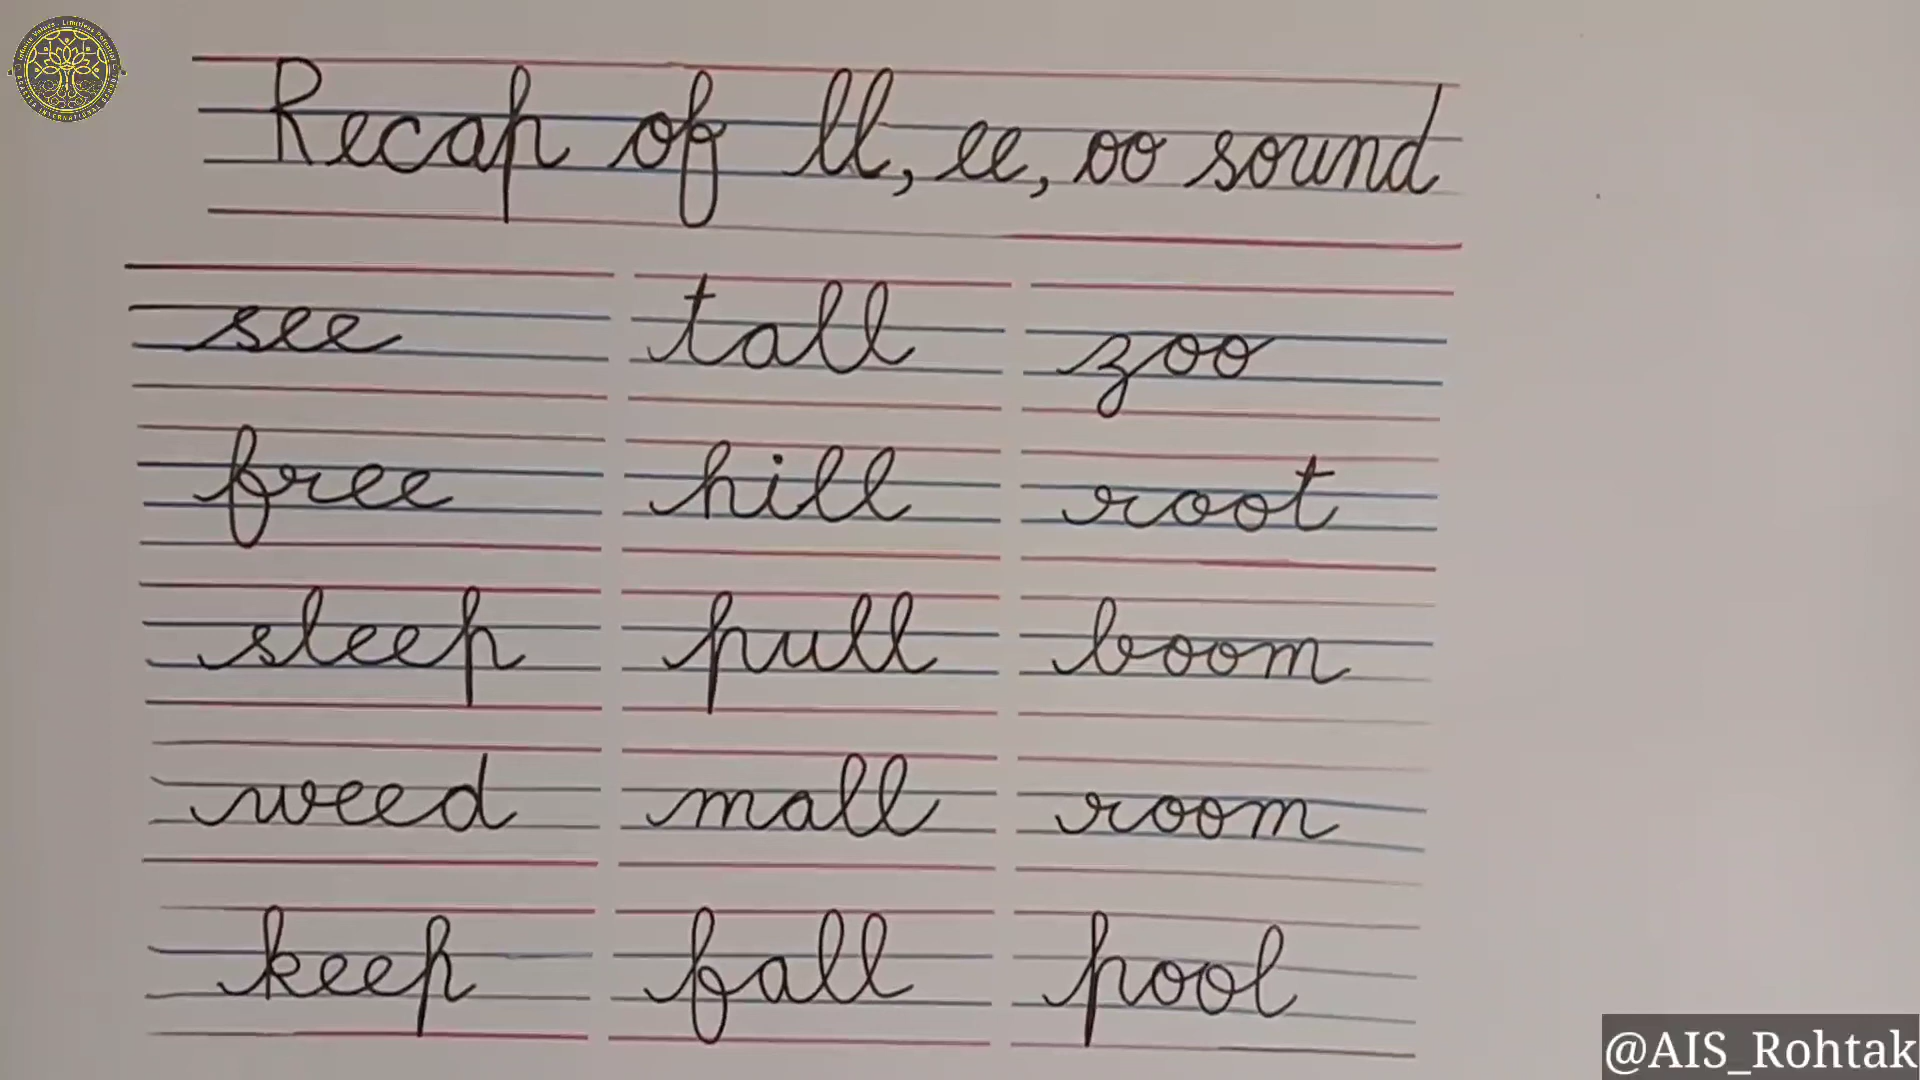 Recap of ll, ee, oo sound
see tall zoo
free hill root
sleep pull boom
weed mall room
keep fall pool
@AIS_Rohtak